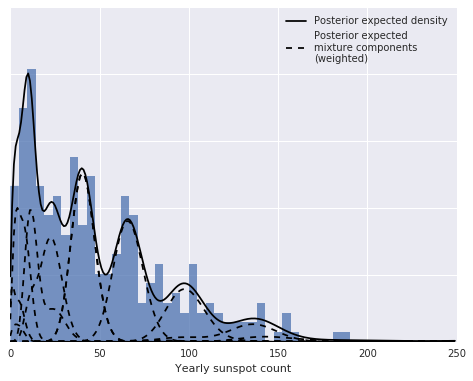 Posterior expected density
Posterior expected
mixture components
(weighted)
0 50 100 150 200 250
Yearly sunspot count